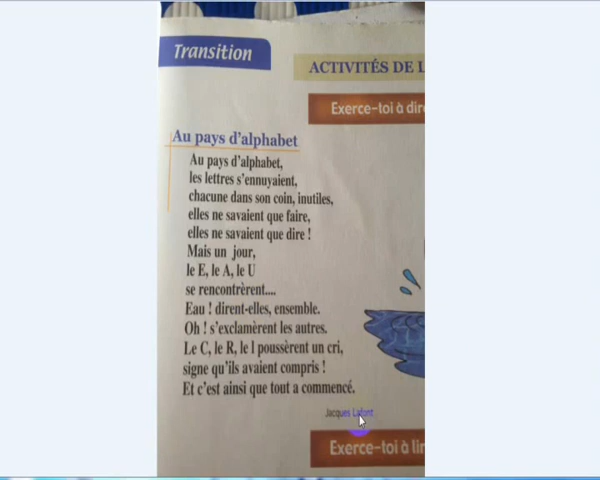 Transition
ACTIVITÉS DE L
Exerce-toi à dir
Au pays d'alphabet
Au pays d'alphabet,
les lettres s'ennuyaient,
chacune dans son coin, inutiles,
elles ne savaient que faire,
elles ne savaient que dire !
Mais un jour,
le E, le A, le U
se rencontrèrent....
Eau ! dirent-elles, ensemble.
Oh ! s'exclamèrent les autres.
Le C, le R, le I poussèrent un cri,
signe qu'ils avaient compris !
Et c'est ainsi que tout a commencé.
Jacques
Exerce-toi à lir